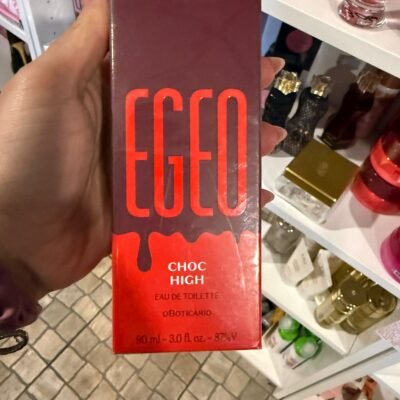 EGEO
CHOC
HIGH
EAU DE TOILETTE
oBOTICÁRIO
90 ml - 3.0 fl. oz. - 87%V